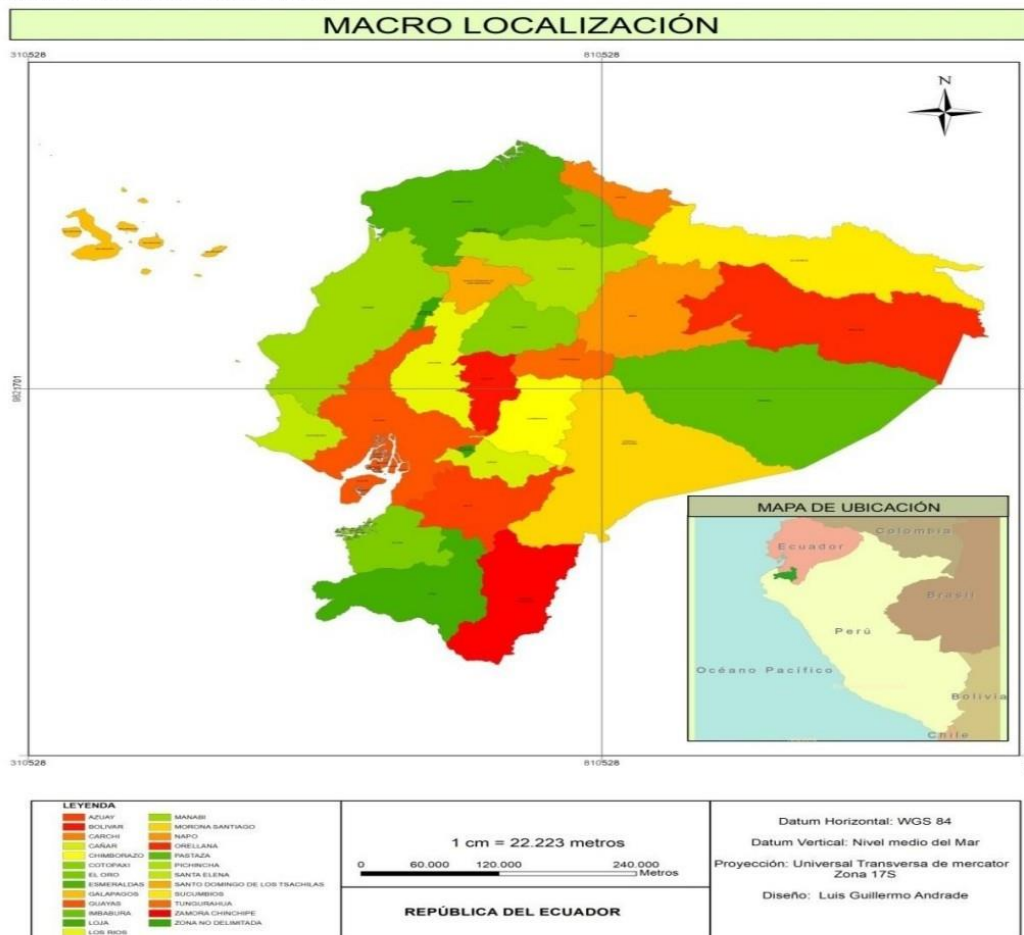 MACRO LOCALIZACIÓN
310528 810528
N
9821701
MAPA DE UBICACIÓN
Colombia
Ecuador
Brasil
Perú
Océano Pacífico
Bolivia
Chile
310528 810528
LEYENDA
AZUAY
BOLIVAR
CARCHI
CAÑAR
CHIMBORAZO
COTOPAXI
EL ORO
ESMERALDAS
GALAPAGOS
GUAYAS
IMBABURA
LOJA
LOS RIOS
MANABI
MORONA SANTIAGO
NAPO
ORELLANA
PASTAZA
PICHINCHA
SANTA ELENA
SANTO DOMINGO DE LOS TSACHILAS
SUCUMBIOS
TUNGURAHUA
ZAMORA CHINCHIPE
ZONA NO DELIMITADA
1 cm = 22.223 metros
0 60.000 120.000 240.000
Metros
REPÚBLICA DEL ECUADOR
Datum Horizontal: WGS 84
Datum Vertical: Nivel medio del Mar
Proyección: Universal Transversa de mercator
Zona 17S
Diseño: Luis Guillermo Andrade